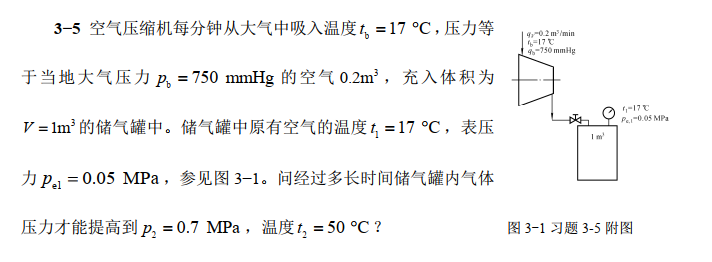 3-5 空气压缩机每分钟从大气中吸入温度 t_b = 17 ℃，压力等
于当地大气压力 p_b = 750 mmHg 的空气 0.2m³，充入体积为
V = 1m³ 的储气罐中。储气罐中原有空气的温度 t_1 = 17 ℃，表压
力 p_e1 = 0.05 MPa，参见图 3-1。问经过多长时间储气罐内气体
压力才能提高到 p_2 = 0.7 MPa，温度 t_2 = 50 ℃？
=0.2 m³/min
t_b=17 ℃
=750 mmHg
t_1=17 ℃
p_e,1=0.05 MPa
1 m³
图 3-1 习题 3-5 附图